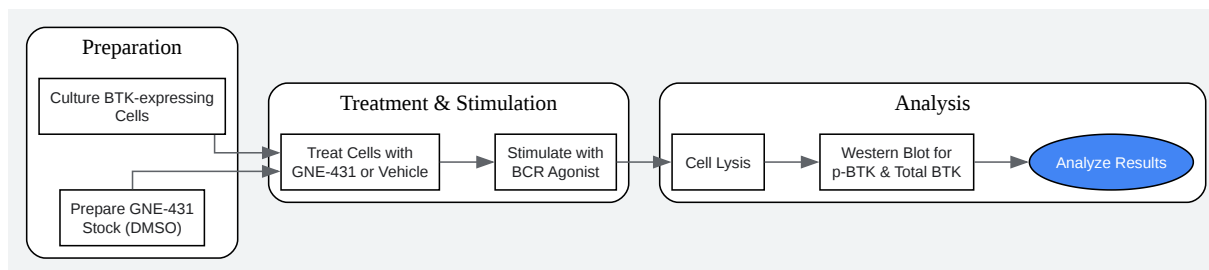 Preparation
Culture BTK-expressing
Cells
Prepare GNE-431
Stock (DMSO)
Treatment & Stimulation
Treat Cells with
GNE-431 or Vehicle
Stimulate with
BCR Agonist
Analysis
Cell Lysis
Western Blot for
p-BTK & Total BTK
Analyze Results